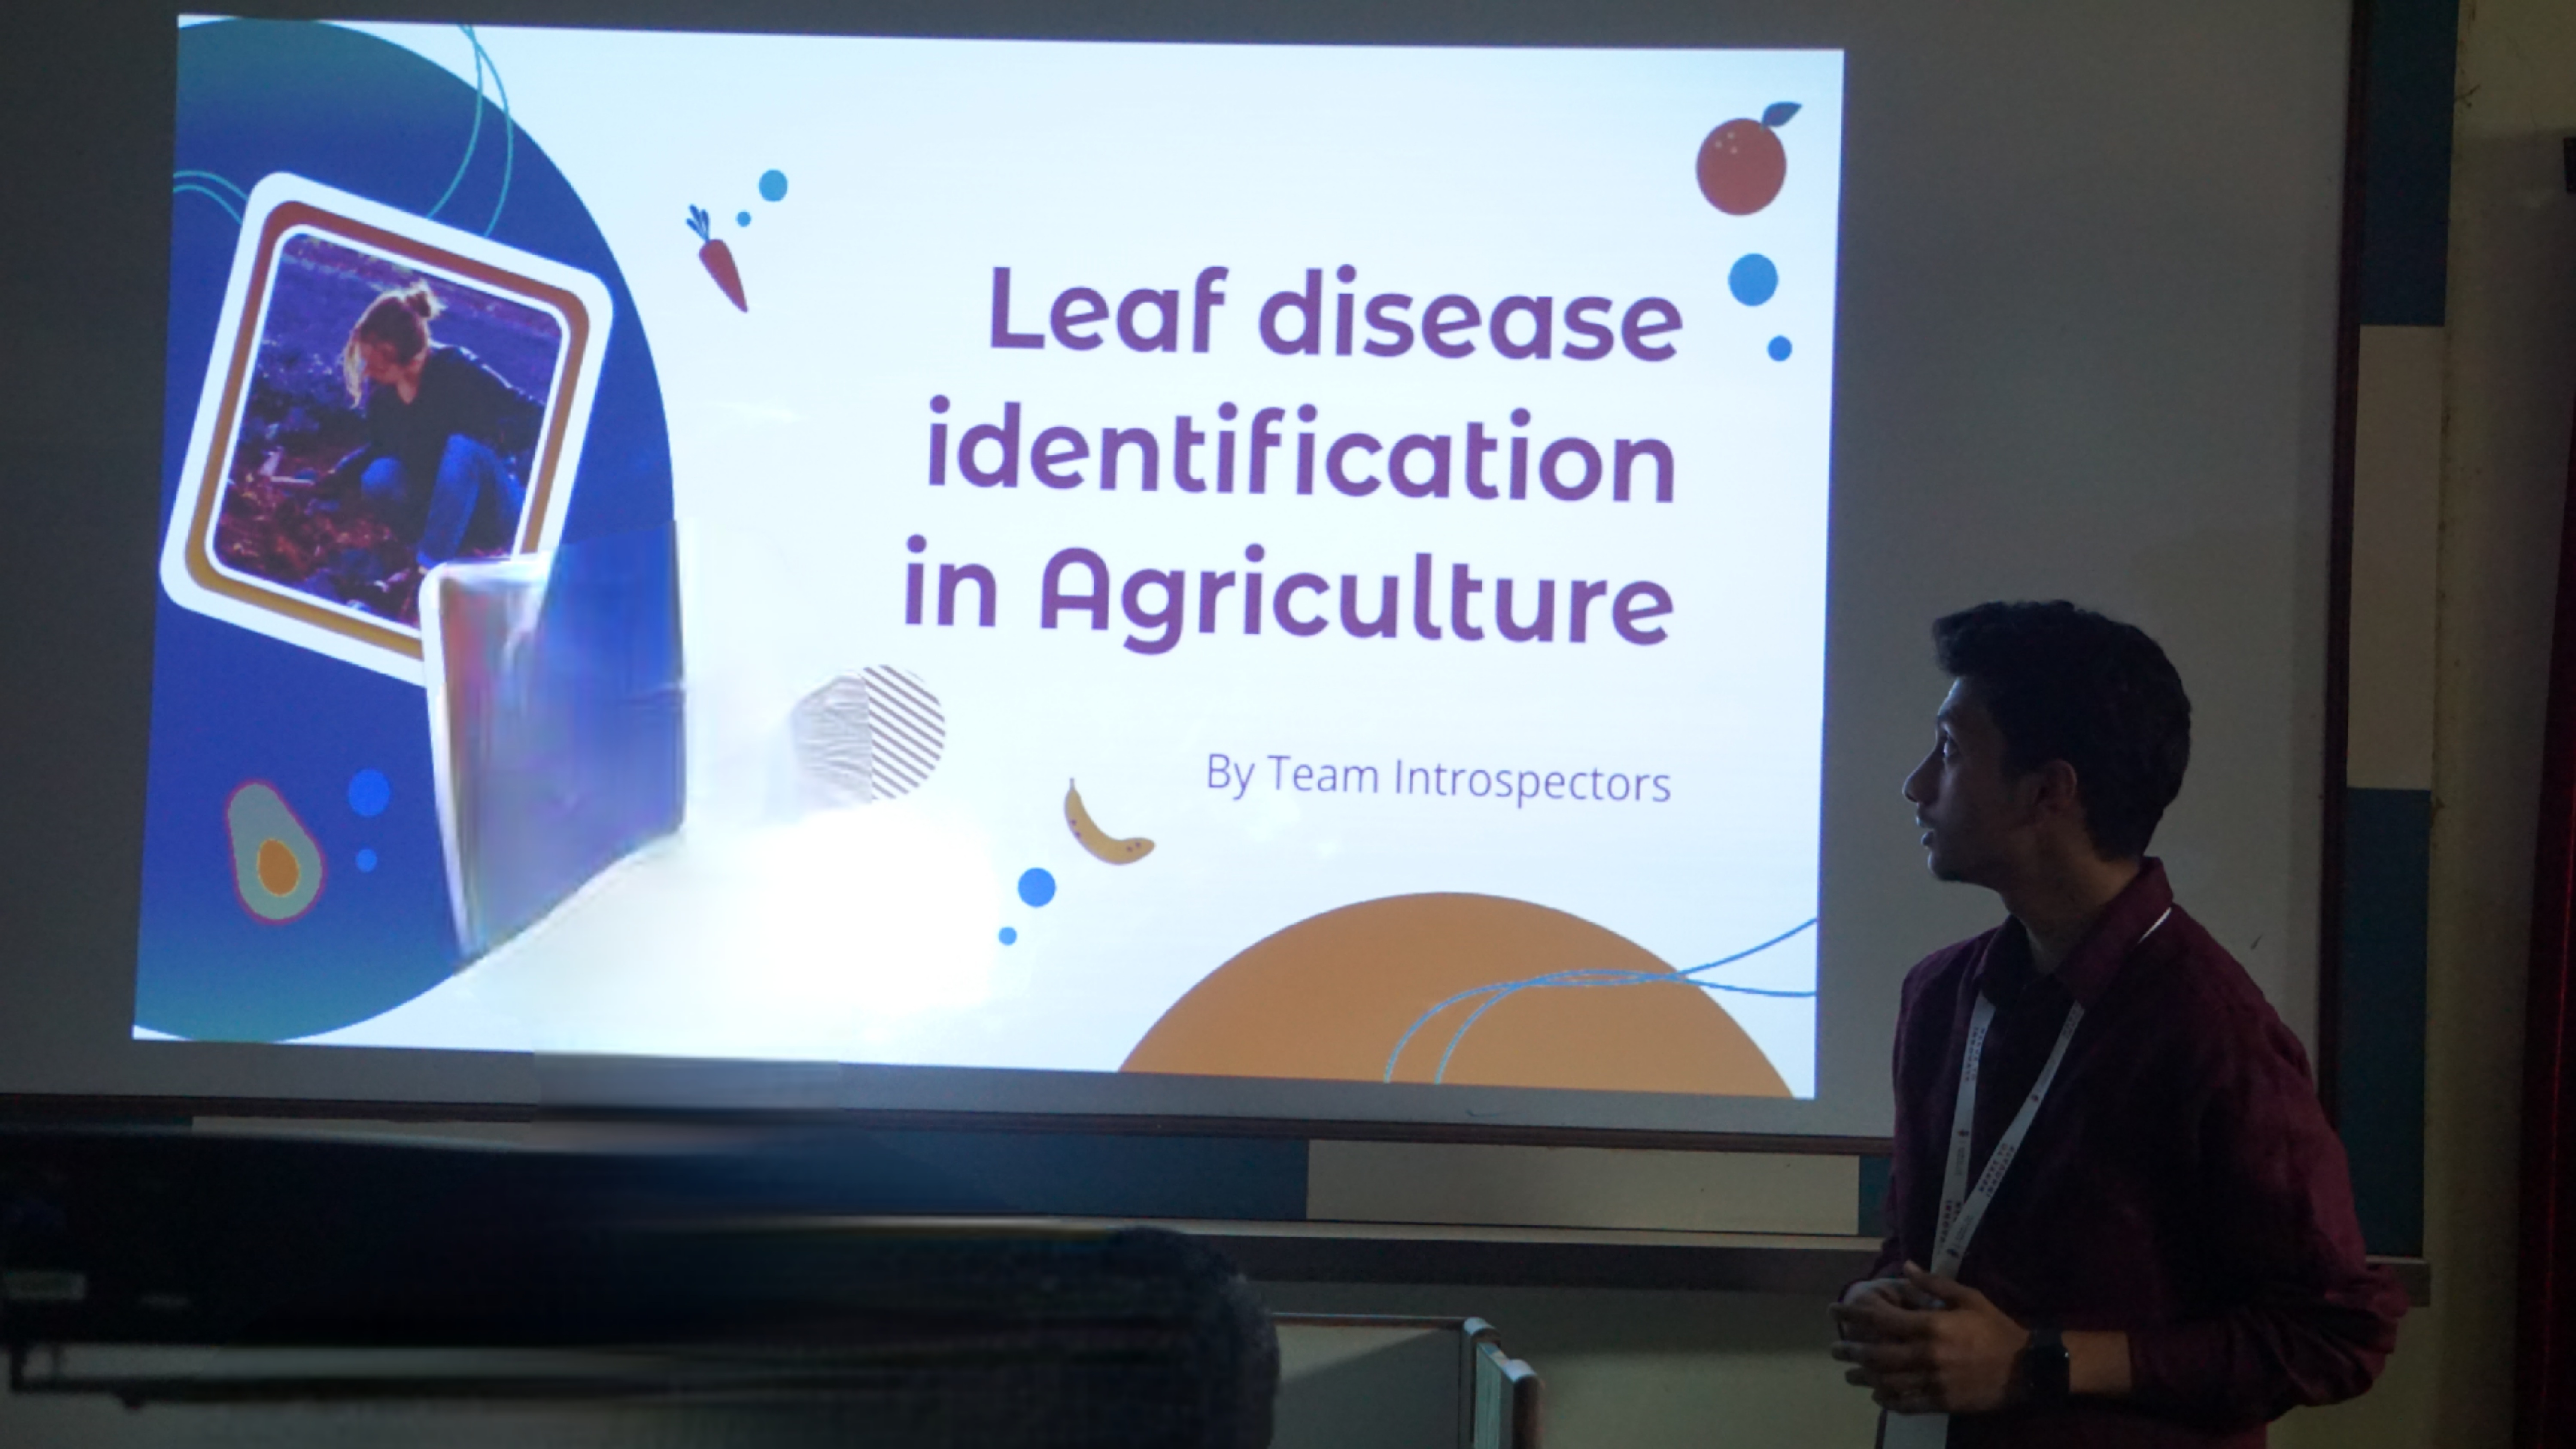 Leaf disease
identification
in Agriculture
By Team Introspectors